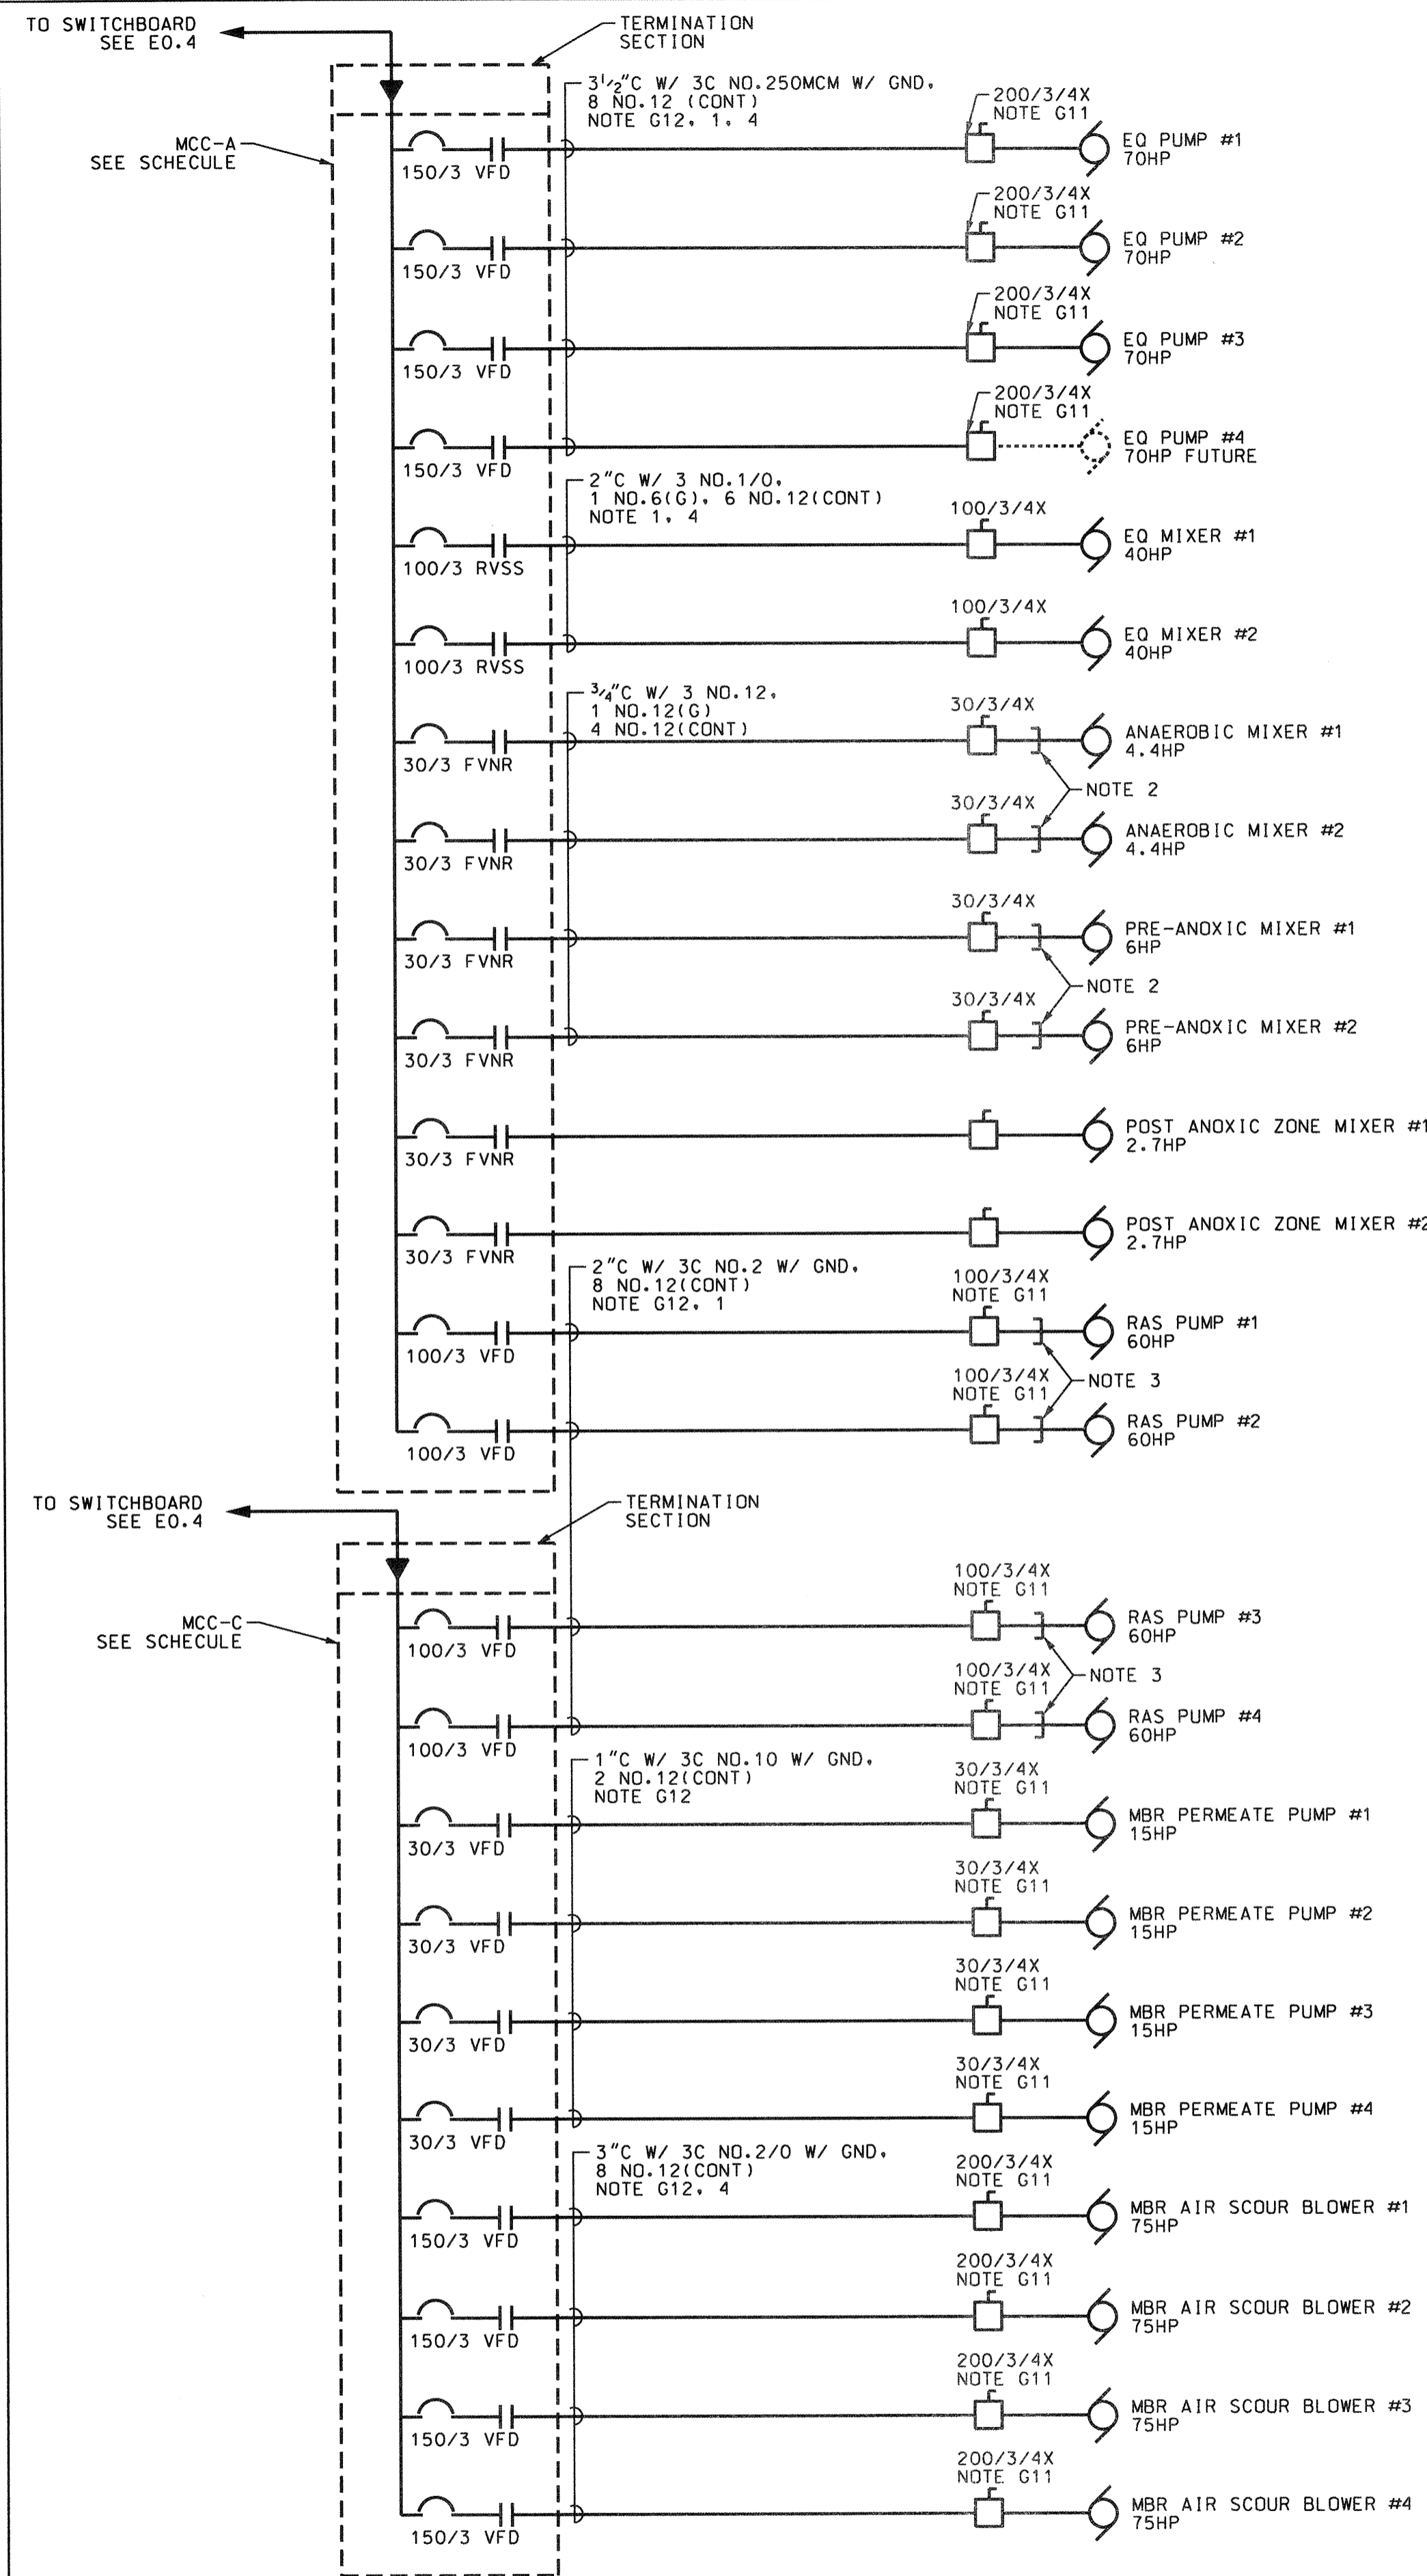 TO SWITCHBOARD
SEE E0.4
TERMINATION
SECTION
MCC-A
SEE SCHECULE
3 1/2"C W/ 3C NO.250MCM W/ GND,
8 NO.12 (CONT)
NOTE G12, 1, 4
200/3/4X
NOTE G11
150/3 VFD
EQ PUMP #1
70HP
200/3/4X
NOTE G11
150/3 VFD
EQ PUMP #2
70HP
200/3/4X
NOTE G11
150/3 VFD
EQ PUMP #3
70HP
200/3/4X
NOTE G11
150/3 VFD
EQ PUMP #4
70HP FUTURE
2"C W/ 3 NO.1/0,
1 NO.6(G), 6 NO.12(CONT)
NOTE 1, 4
100/3/4X
100/3 RVSS
EQ MIXER #1
40HP
100/3/4X
100/3 RVSS
EQ MIXER #2
40HP
3/4"C W/ 3 NO.12,
1 NO.12(G)
4 NO.12(CONT)
30/3/4X
30/3 FVNR
ANAEROBIC MIXER #1
4.4HP
NOTE 2
30/3/4X
30/3 FVNR
ANAEROBIC MIXER #2
4.4HP
30/3/4X
30/3 FVNR
PRE-ANOXIC MIXER #1
6HP
NOTE 2
30/3/4X
30/3 FVNR
PRE-ANOXIC MIXER #2
6HP
30/3 FVNR
POST ANOXIC ZONE MIXER #1
2.7HP
30/3 FVNR
POST ANOXIC ZONE MIXER #2
2.7HP
2"C W/ 3C NO.2 W/ GND,
8 NO.12(CONT)
NOTE G12, 1
100/3/4X
NOTE G11
100/3 VFD
RAS PUMP #1
60HP
NOTE 3
100/3/4X
NOTE G11
100/3 VFD
RAS PUMP #2
60HP
TO SWITCHBOARD
SEE E0.4
TERMINATION
SECTION
MCC-C
SEE SCHECULE
100/3/4X
NOTE G11
100/3 VFD
RAS PUMP #3
60HP
NOTE 3
100/3/4X
NOTE G11
100/3 VFD
RAS PUMP #4
60HP
1"C W/ 3C NO.10 W/ GND,
2 NO.12(CONT)
NOTE G12
30/3/4X
NOTE G11
30/3 VFD
MBR PERMEATE PUMP #1
15HP
30/3/4X
NOTE G11
30/3 VFD
MBR PERMEATE PUMP #2
15HP
30/3/4X
NOTE G11
30/3 VFD
MBR PERMEATE PUMP #3
15HP
30/3/4X
NOTE G11
30/3 VFD
MBR PERMEATE PUMP #4
15HP
3"C W/ 3C NO.2/0 W/ GND,
8 NO.12(CONT)
NOTE G12, 4
200/3/4X
NOTE G11
150/3 VFD
MBR AIR SCOUR BLOWER #1
75HP
200/3/4X
NOTE G11
150/3 VFD
MBR AIR SCOUR BLOWER #2
75HP
200/3/4X
NOTE G11
150/3 VFD
MBR AIR SCOUR BLOWER #3
75HP
200/3/4X
NOTE G11
150/3 VFD
MBR AIR SCOUR BLOWER #4
75HP